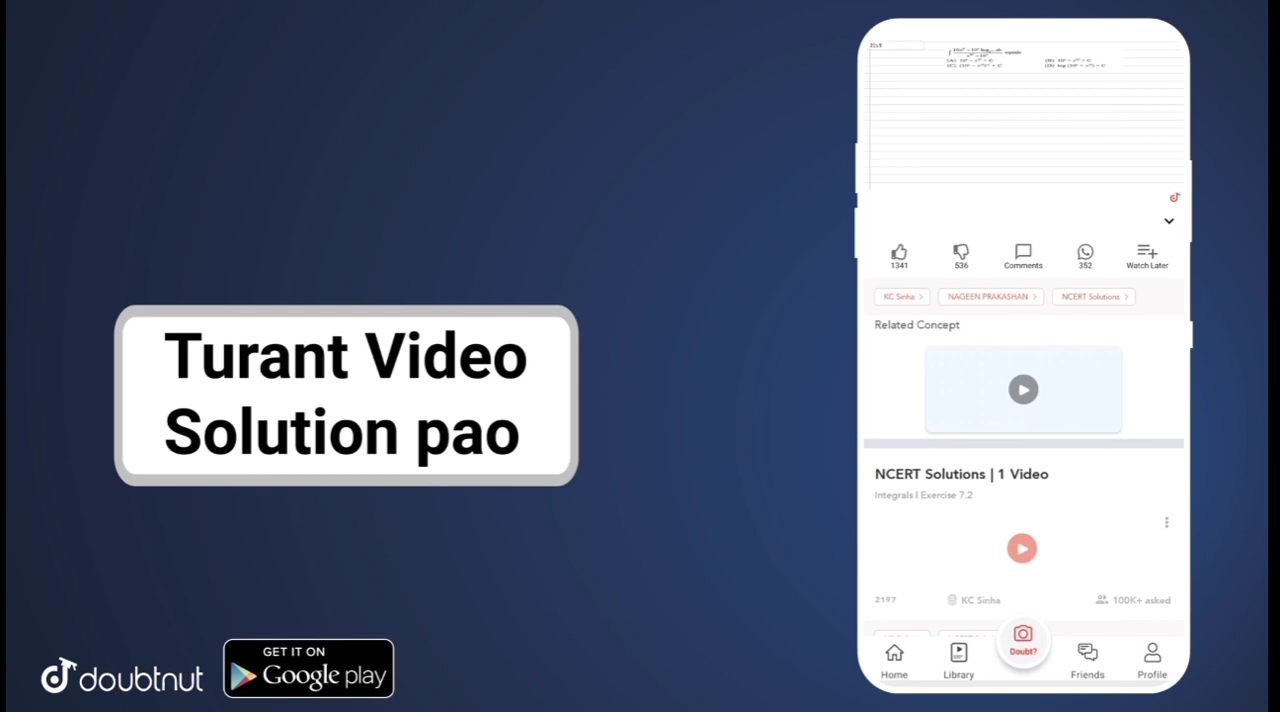 Turant Video
Solution pao
doubtnut
GET IT ON
Google play
equals
1341
536
Comments
352
Watch Later
KC Sinha >
NAGEEN PRAKASHAN >
NCERT Solutions >
Related Concept
NCERT Solutions | 1 Video
Integrals I Exercise 7.2
2197
KC Sinha
100K+ asked
Doubt?
Home
Library
Friends
Profile